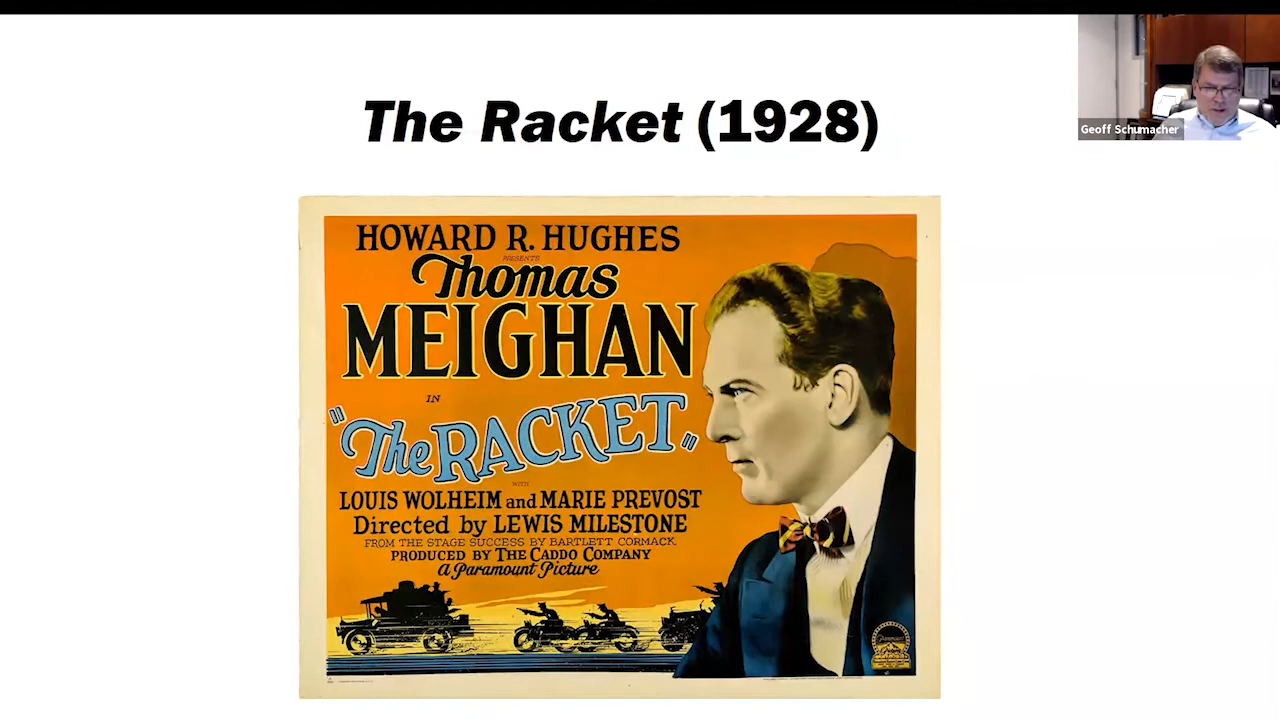 The Racket (1928)
Geoff Schumacher
HOWARD R. HUGHES
PRESENTS
Thomas
MEIGHAN
IN
"The RACKET"
WITH
LOUIS WOLHEIM and MARIE PREVOST
Directed by LEWIS MILESTONE
FROM THE STAGE SUCCESS BY BARTLETT CORMACK
PRODUCED BY THE CADDO COMPANY
a Paramount Picture
Paramount